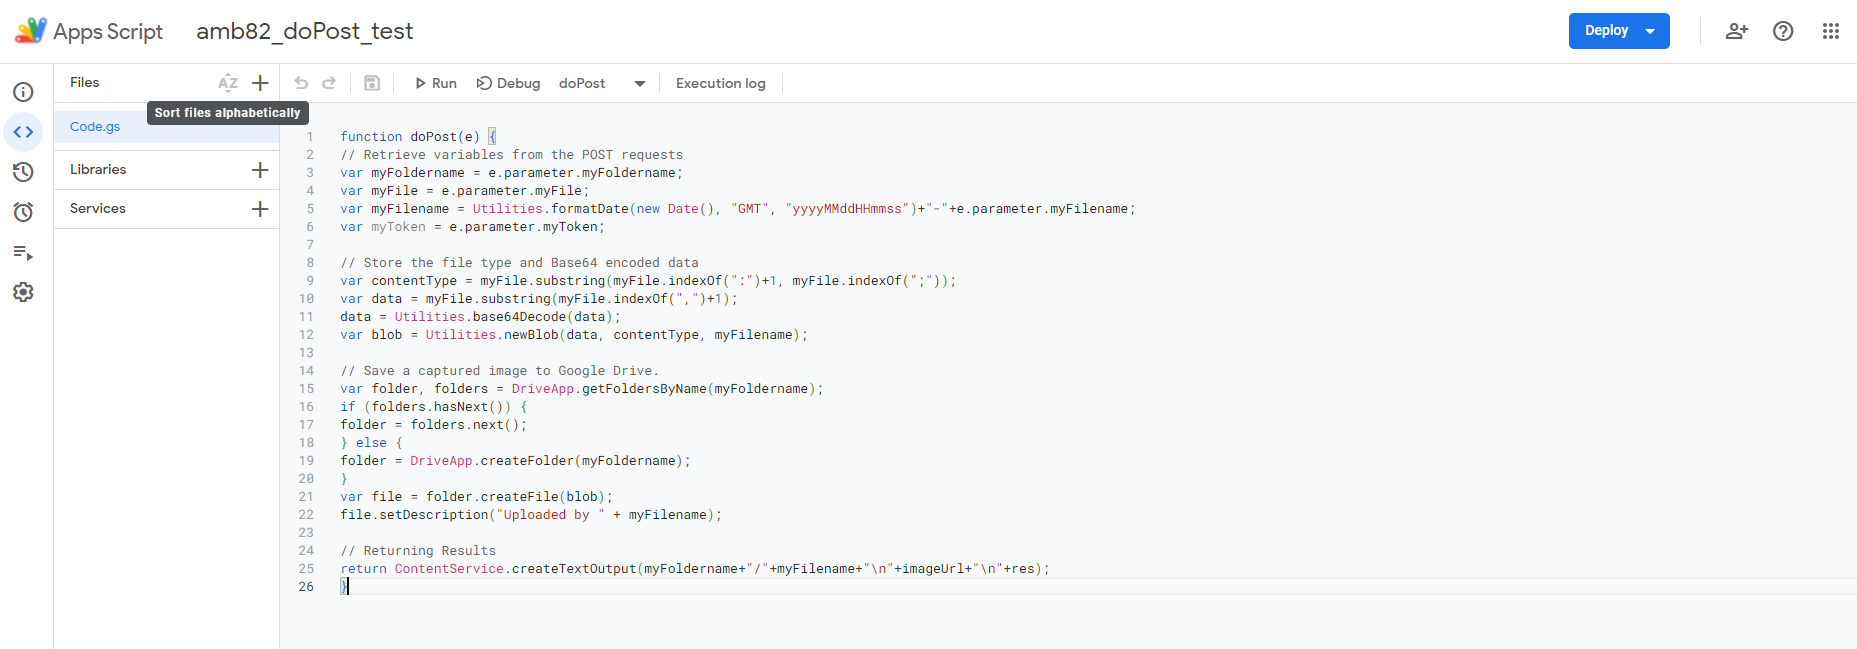 Apps Script amb82_doPost_test Deploy
Files AZ Run Debug doPost Execution log
Sort files alphabetically
Code.gs
Libraries
Services
1 function doPost(e) {
2 // Retrieve variables from the POST requests
3 var myFoldername = e.parameter.myFoldername;
4 var myFile = e.parameter.myFile;
5 var myFilename = Utilities.formatDate(new Date(), "GMT", "yyyyMMddHHmmss")+"-"+e.parameter.myFilename;
6 var myToken = e.parameter.myToken;
7
8 // Store the file type and Base64 encoded data
9 var contentType = myFile.substring(myFile.indexOf(":")+1, myFile.indexOf(";"));
10 var data = myFile.substring(myFile.indexOf(",")+1);
11 data = Utilities.base64Decode(data);
12 var blob = Utilities.newBlob(data, contentType, myFilename);
13
14 // Save a captured image to Google Drive.
15 var folder, folders = DriveApp.getFoldersByName(myFoldername);
16 if (folders.hasNext()) {
17 folder = folders.next();
18 } else {
19 folder = DriveApp.createFolder(myFoldername);
20 }
21 var file = folder.createFile(blob);
22 file.setDescription("Uploaded by " + myFilename);
23
24 // Returning Results
25 return ContentService.createTextOutput(myFoldername+"/"+myFilename+"\n"+imageUrl+"\n"+res);
26 }